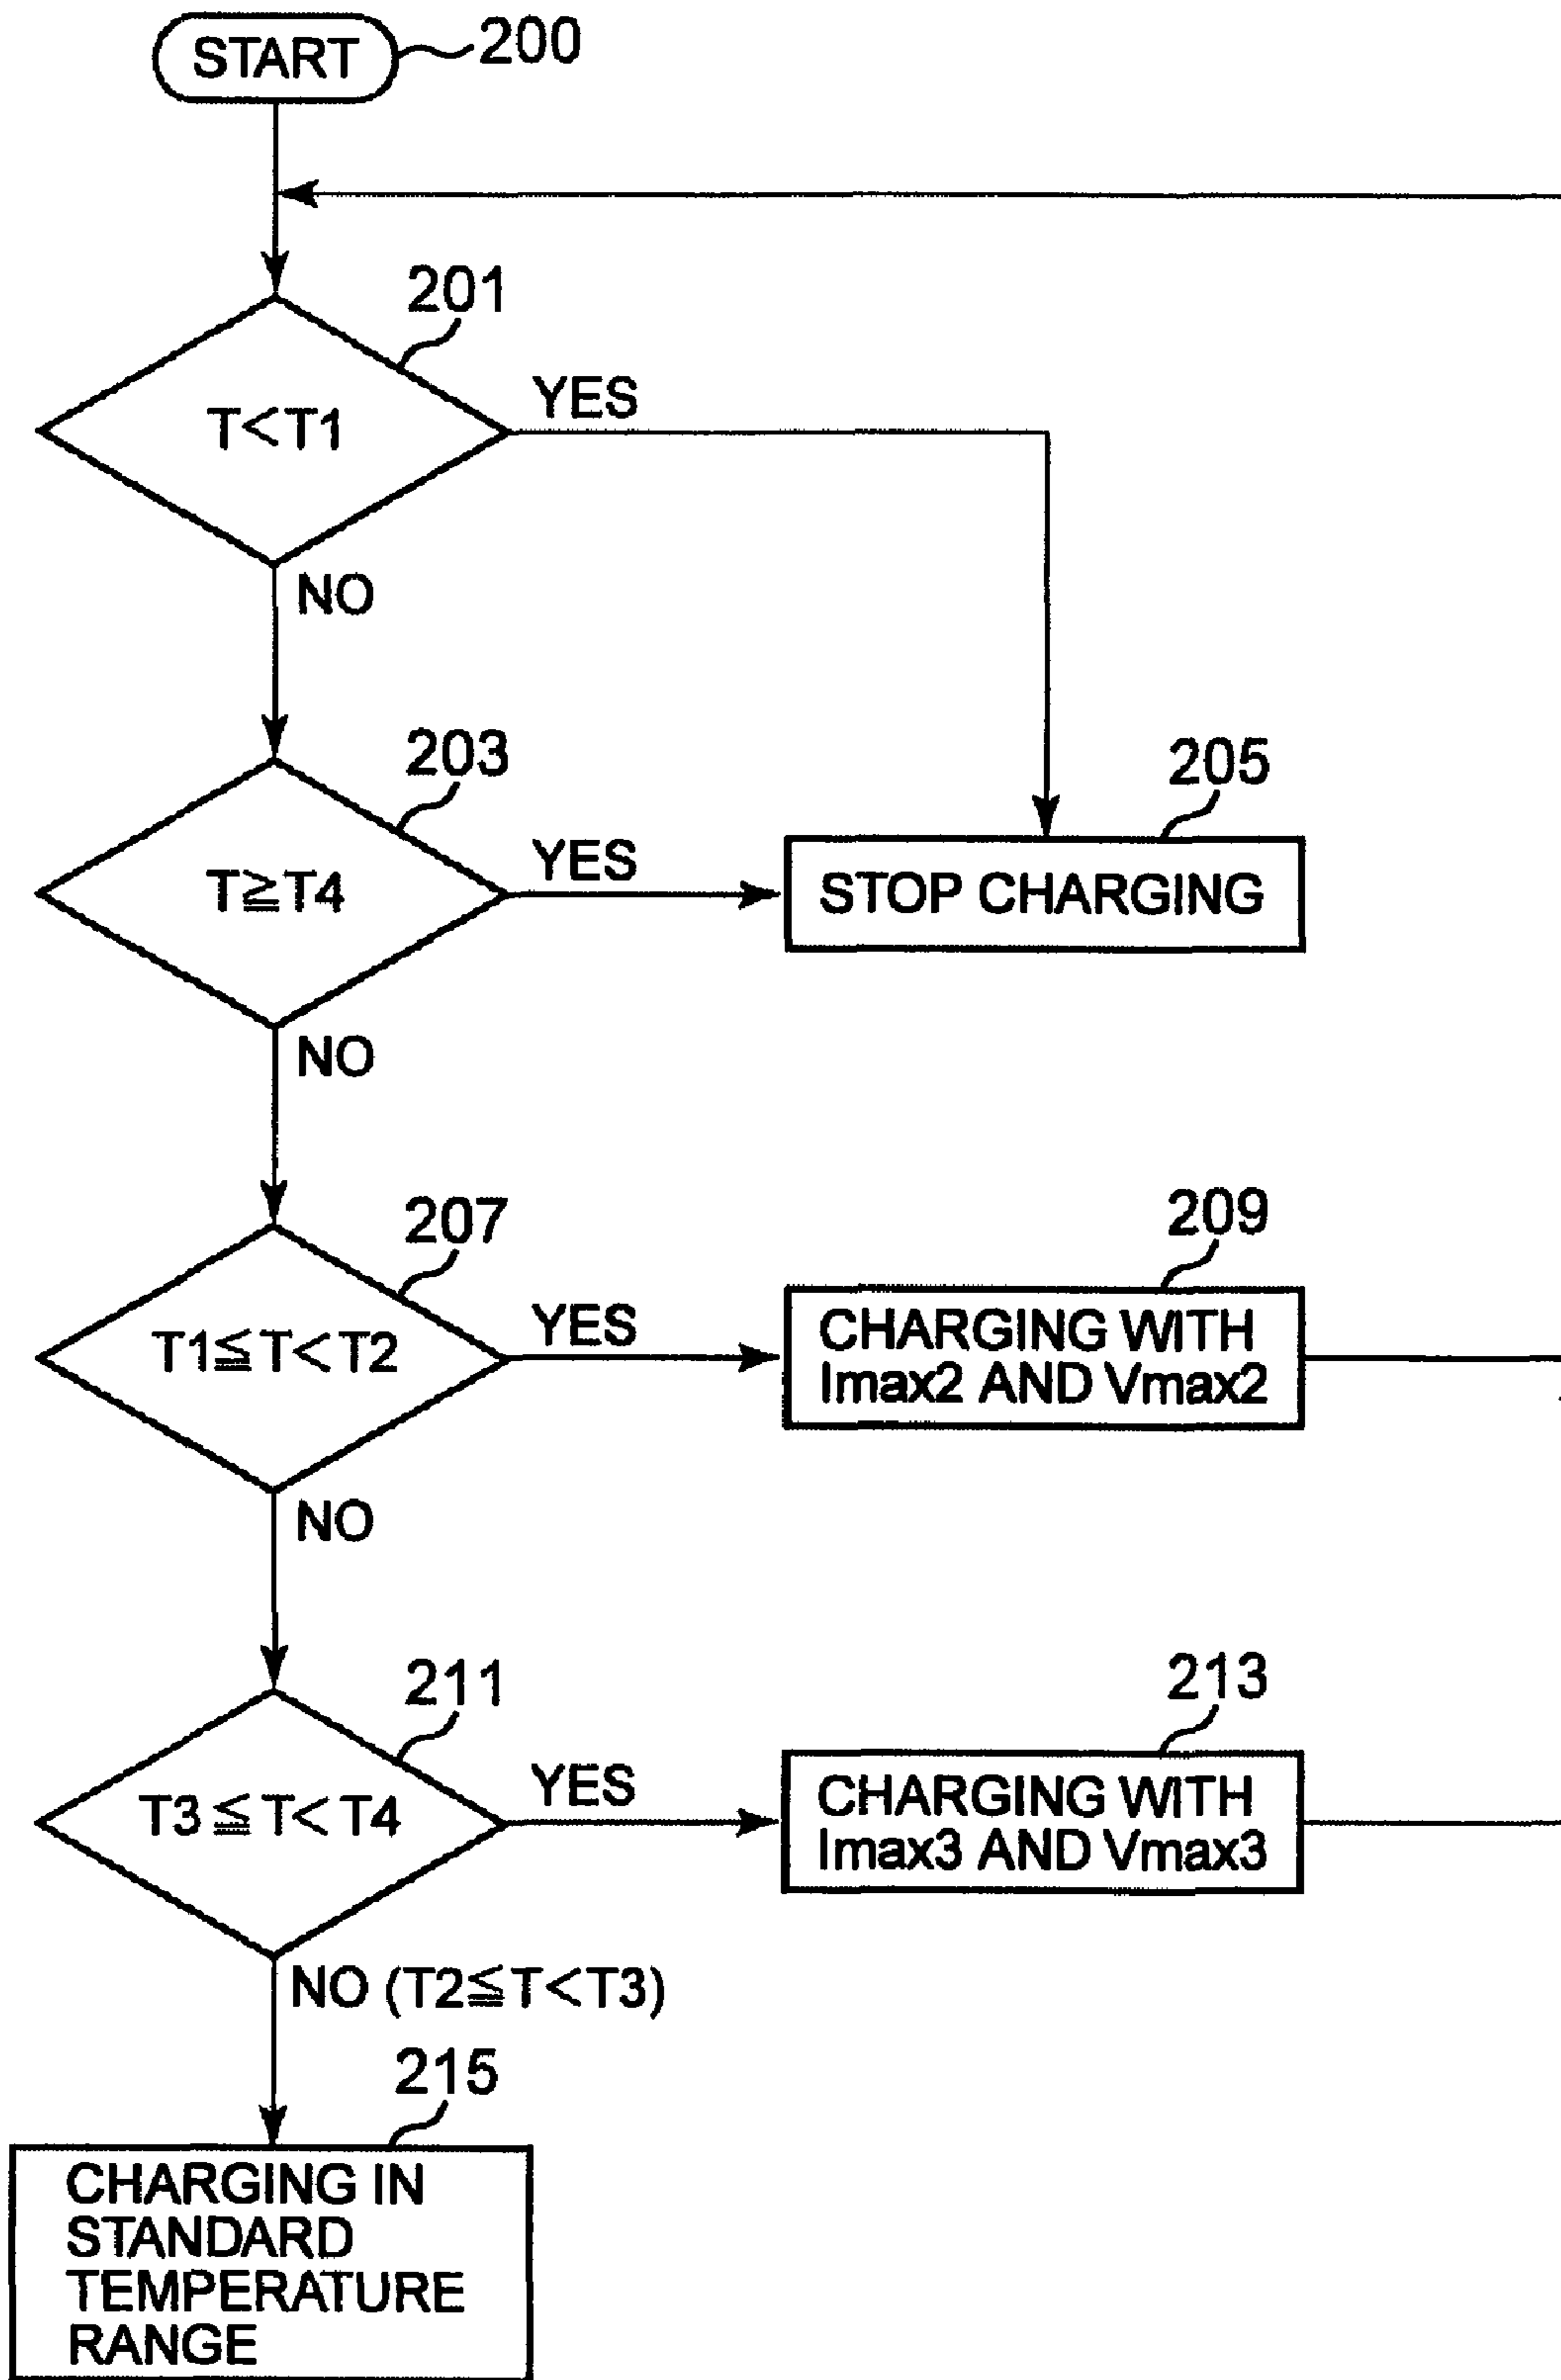 START
200
201
T<T1
YES
NO
203
T≧T4
YES
205
STOP CHARGING
NO
207
T1≦T<T2
YES
209
CHARGING WITH
Imax2 AND Vmax2
NO
211
T3≦T<T4
YES
213
CHARGING WITH
Imax3 AND Vmax3
NO (T2≦T<T3)
215
CHARGING IN
STANDARD
TEMPERATURE
RANGE